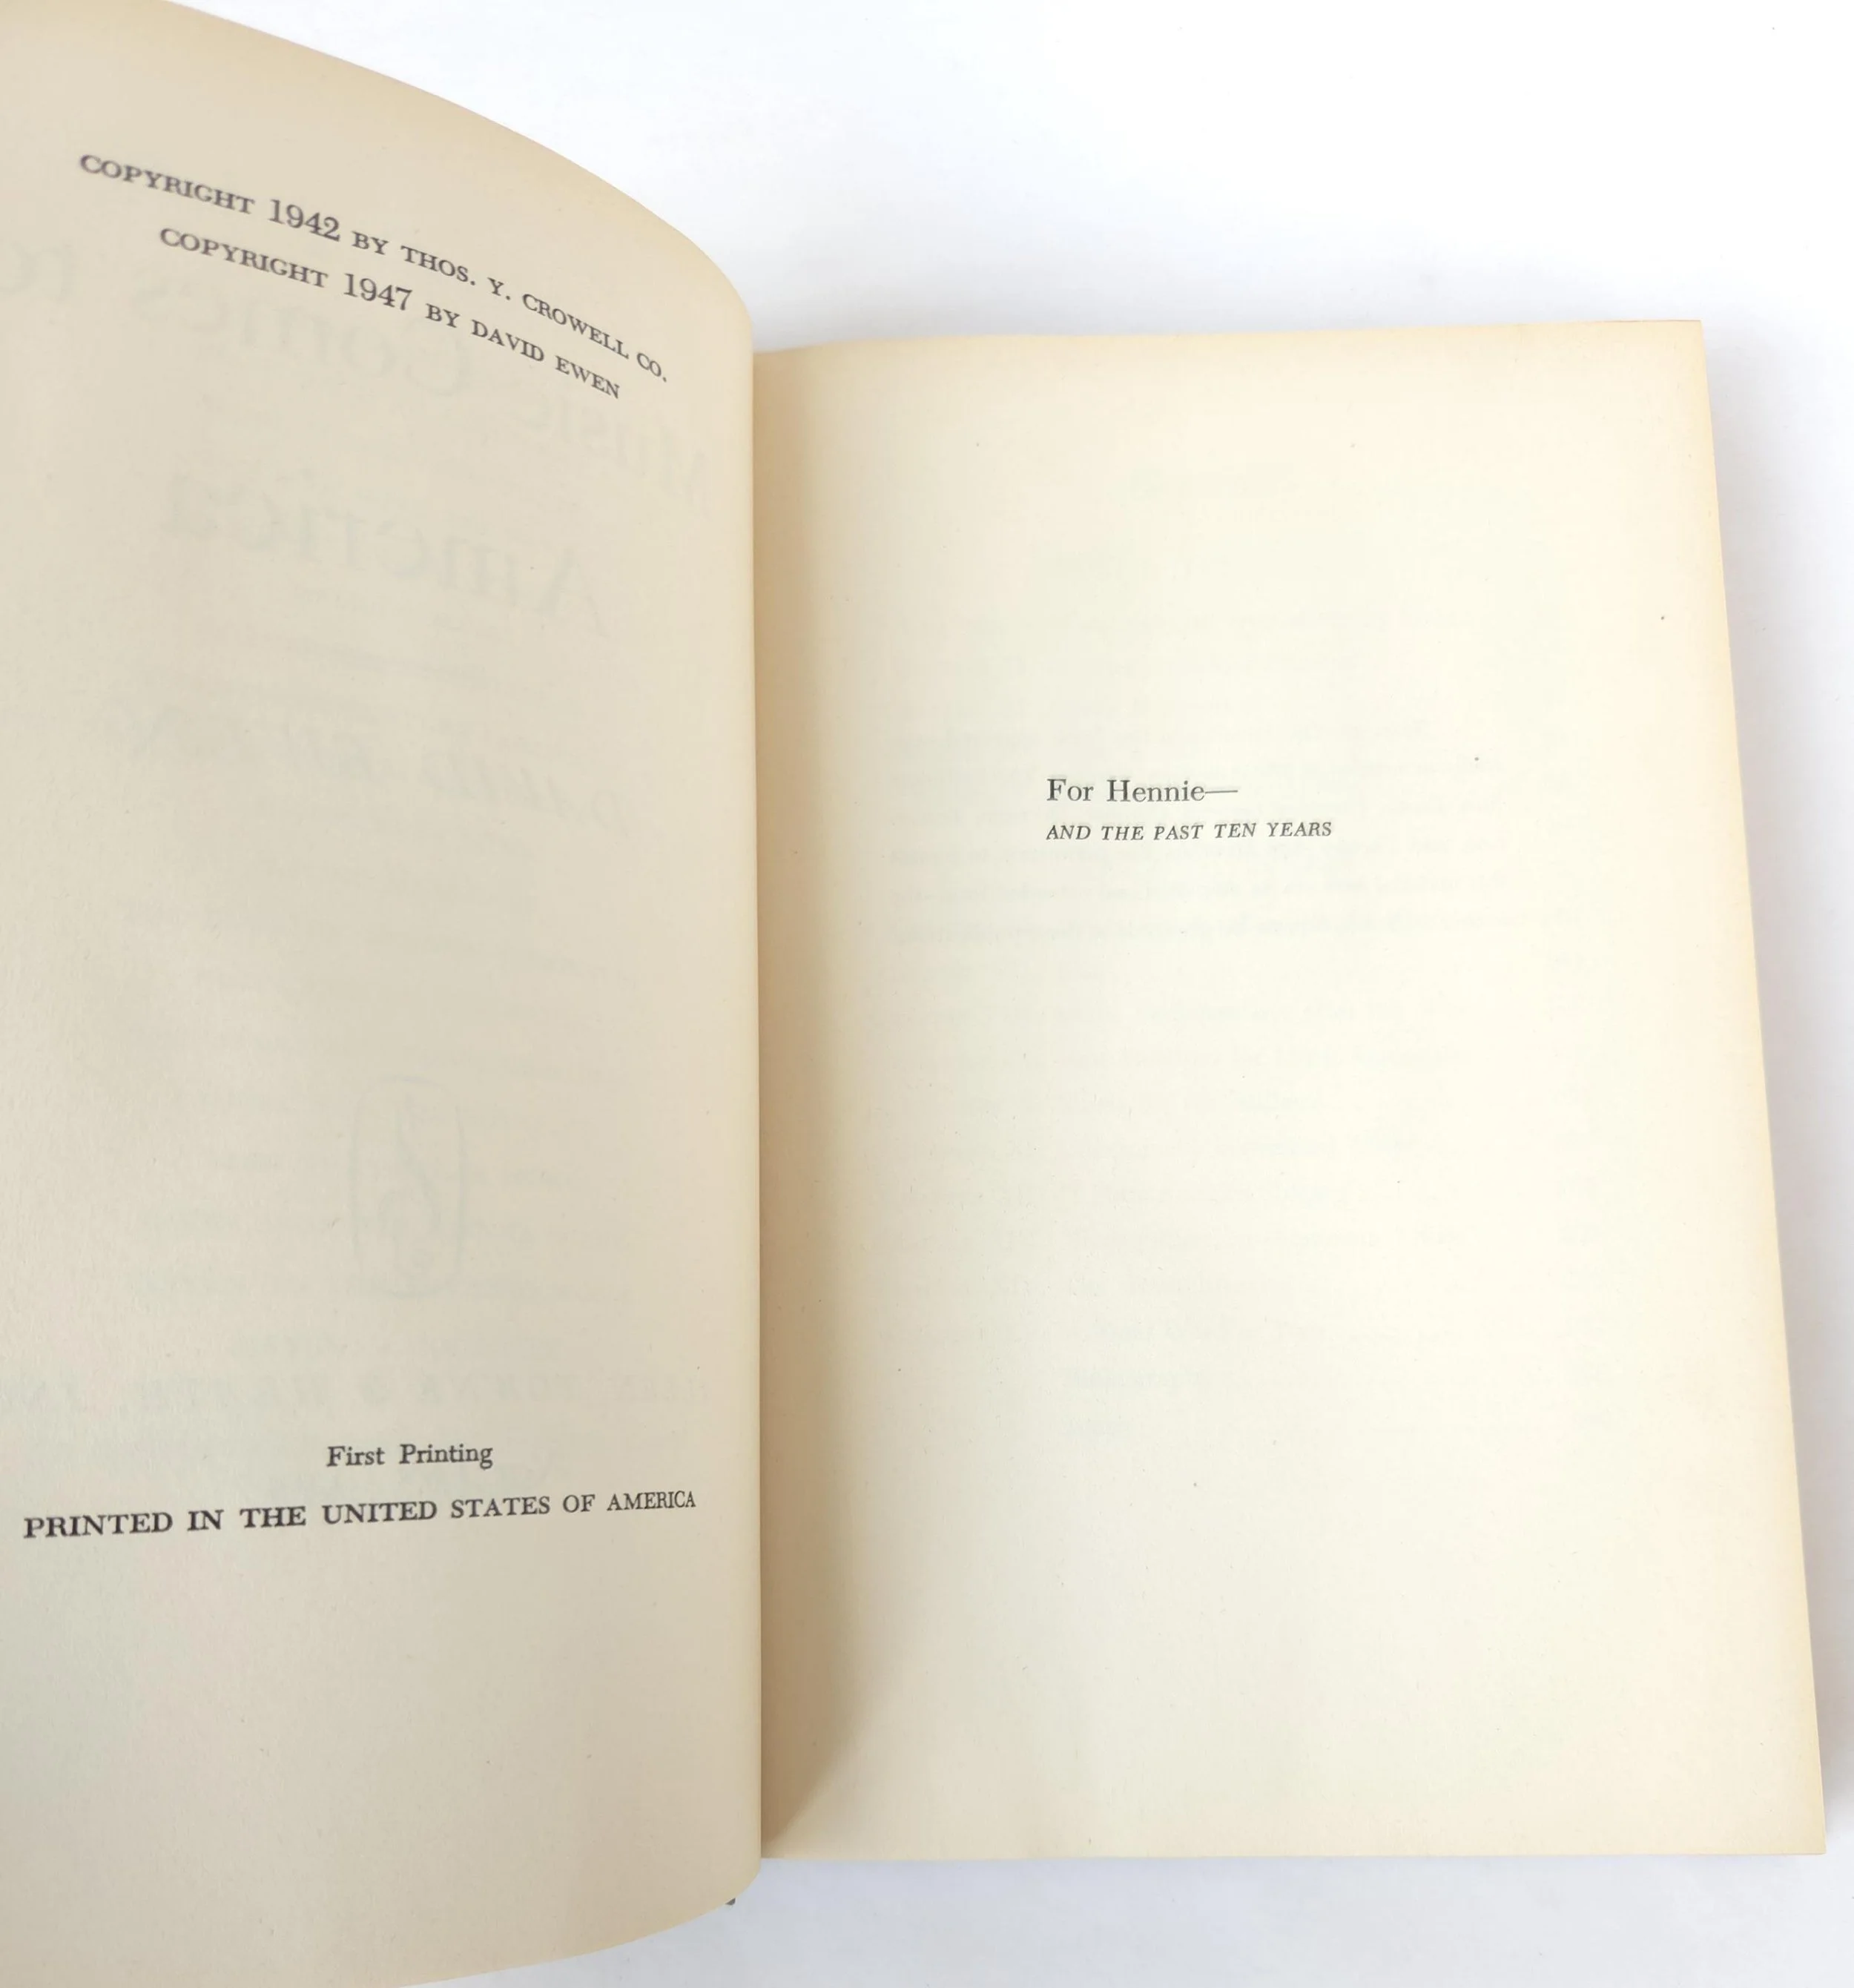 COPYRIGHT 1942 BY THOS. Y. CROWELL CO.
COPYRIGHT 1947 BY DAVID EWEN
First Printing
PRINTED IN THE UNITED STATES OF AMERICA
For Hennie—
AND THE PAST TEN YEARS